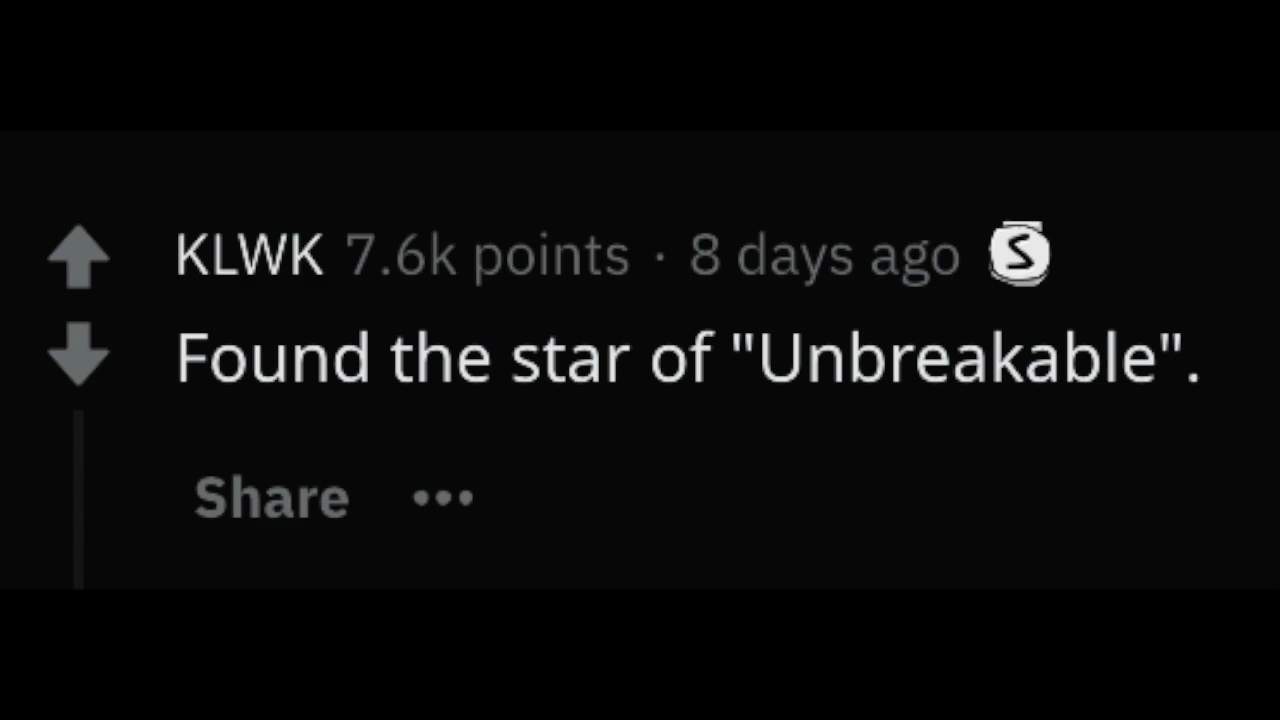 KLWK 7.6k points · 8 days ago S
Found the star of "Unbreakable".
Share